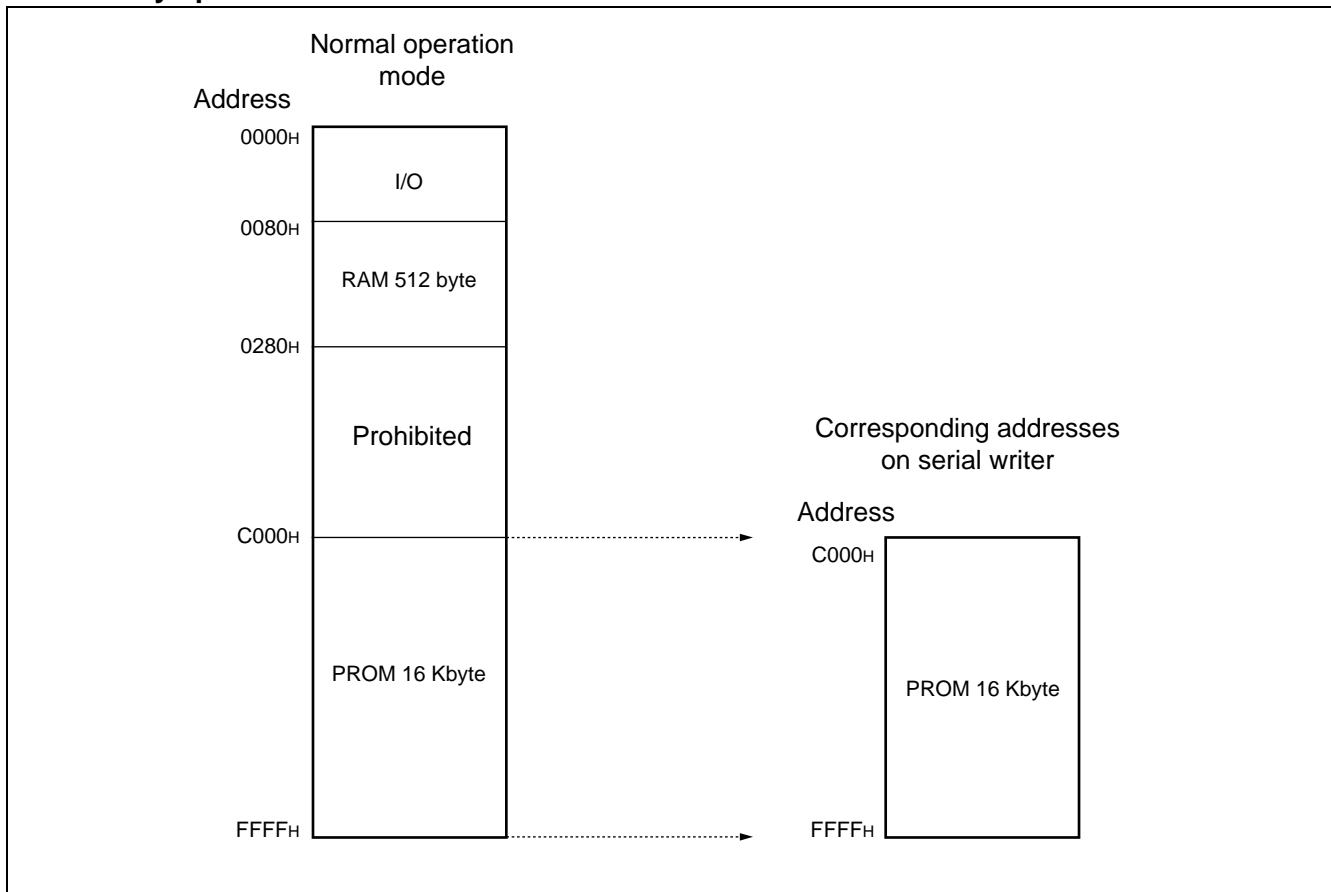 Normal operation
mode
Address
0000H
I/O
0080H
RAM 512 byte
0280H
Prohibited
C000H
PROM 16 Kbyte
FFFFH
Corresponding addresses
on serial writer
Address
C000H
PROM 16 Kbyte
FFFFH